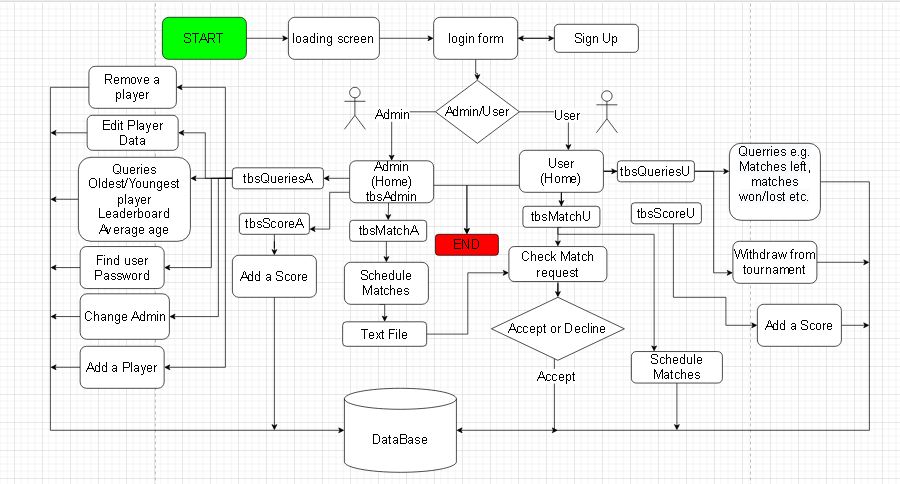 START
loading screen
login form
Sign Up
Remove a
player
Admin/User
Admin
User
Edit Player
Data
Queries
Oldest/Youngest
player
Leaderboard
Average age
tbsQueriesA
Admin
(Home)
tbsAdmin
User
(Home)
tbsQueriesU
Querries e.g.
Matches left,
matches
won/lost etc.
tbsScoreA
tbsMatchA
tbsMatchU
tbsScoreU
END
Find user
Password
Add a Score
Schedule
Matches
Check Match
request
Withdraw from
tournament
Change Admin
Text File
Accept or Decline
Add a Score
Add a Player
Accept
Schedule
Matches
DataBase